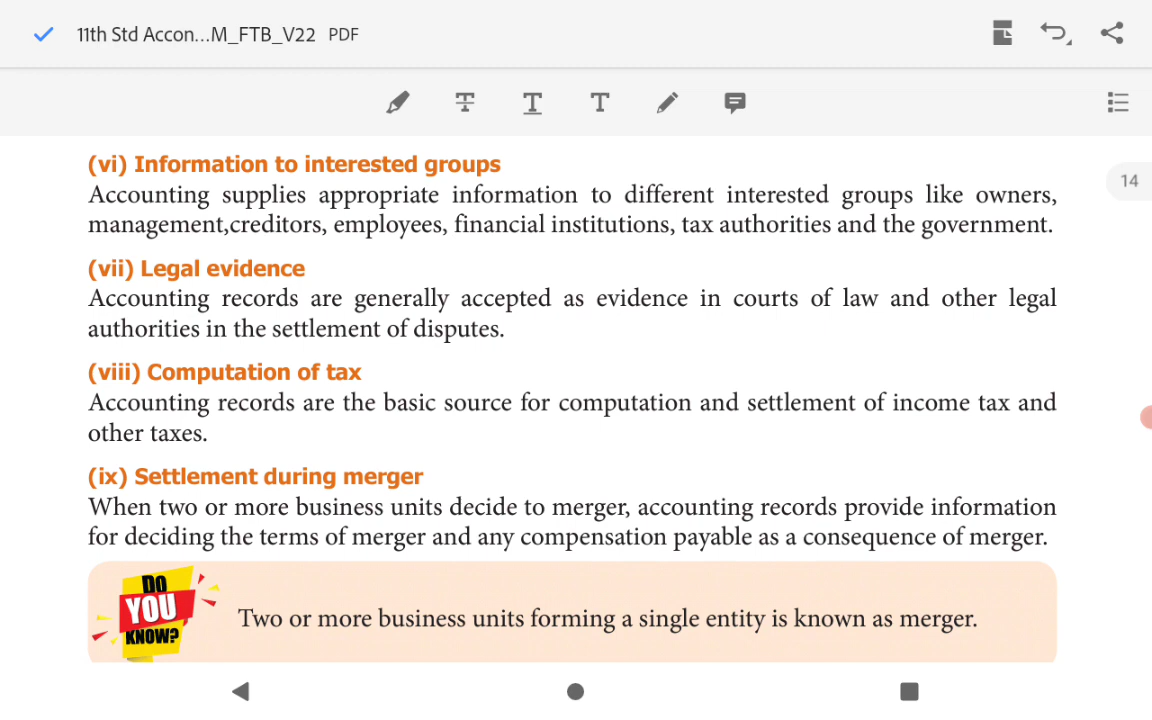 11th Std Accon...M_FTB_V22 PDF
14
(vi) Information to interested groups
Accounting supplies appropriate information to different interested groups like owners,
management,creditors, employees, financial institutions, tax authorities and the government.
(vii) Legal evidence
Accounting records are generally accepted as evidence in courts of law and other legal
authorities in the settlement of disputes.
(viii) Computation of tax
Accounting records are the basic source for computation and settlement of income tax and
other taxes.
(ix) Settlement during merger
When two or more business units decide to merger, accounting records provide information
for deciding the terms of merger and any compensation payable as a consequence of merger.
DO
YOU
KNOW?
Two or more business units forming a single entity is known as merger.